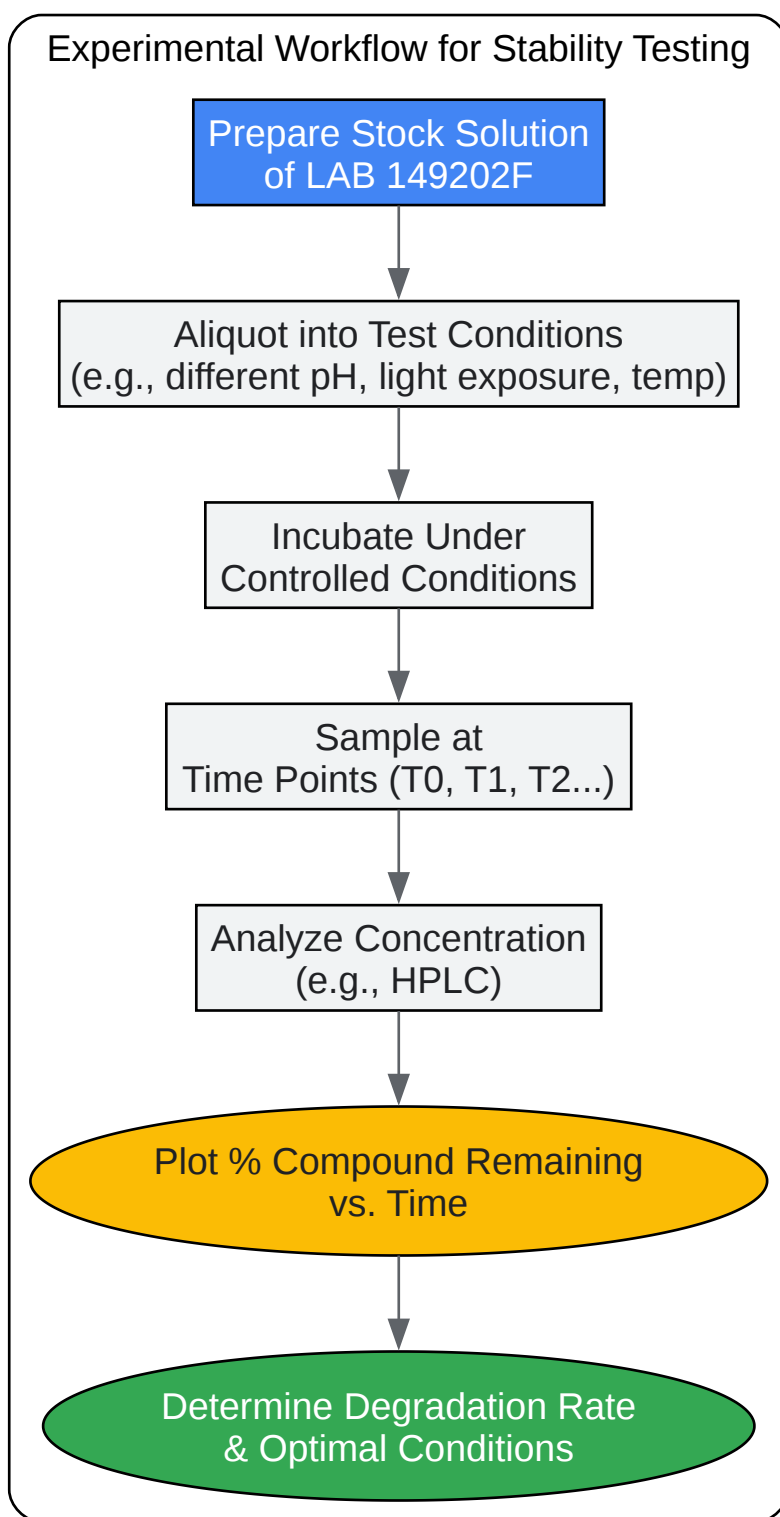 Experimental Workflow for Stability Testing
Prepare Stock Solution
of LAB 149202F
Aliquot into Test Conditions
(e.g., different pH, light exposure, temp)
Incubate Under
Controlled Conditions
Sample at
Time Points (T0, T1, T2...)
Analyze Concentration
(e.g., HPLC)
Plot % Compound Remaining
vs. Time
Determine Degradation Rate
& Optimal Conditions